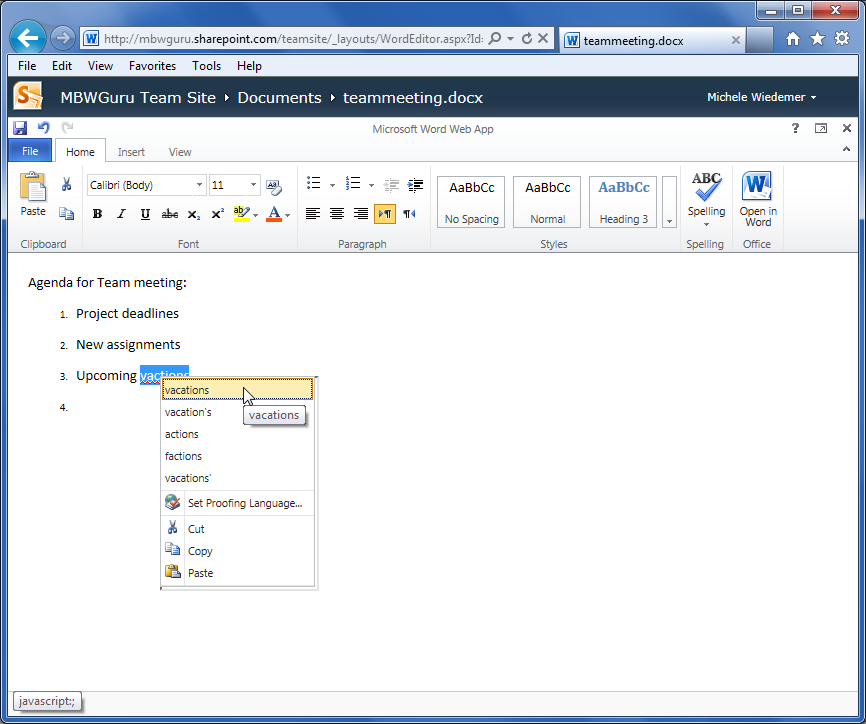 http://mbwguru.sharepoint.com/teamsite/_layouts/WordEditor.aspx?Id:
teammeeting.docx
File Edit View Favorites Tools Help
MBWGuru Team Site Documents teammeeting.docx
Michele Wiedemer
Microsoft Word Web App
File Home Insert View
Paste
Clipboard
Calibri (Body) 11
B I U abc X₂ X² ab A
Font
Paragraph
AaBbCc AaBbCc AaBbCc
No Spacing Normal Heading 3
Styles
ABC
Spelling
Spelling
Open in
Word
Office
Agenda for Team meeting:
1. Project deadlines
2. New assignments
3. Upcoming vactions
4.
vacations
vacations
vacation's
actions
factions
vacations'
Set Proofing Language...
Cut
Copy
Paste
javascript:;